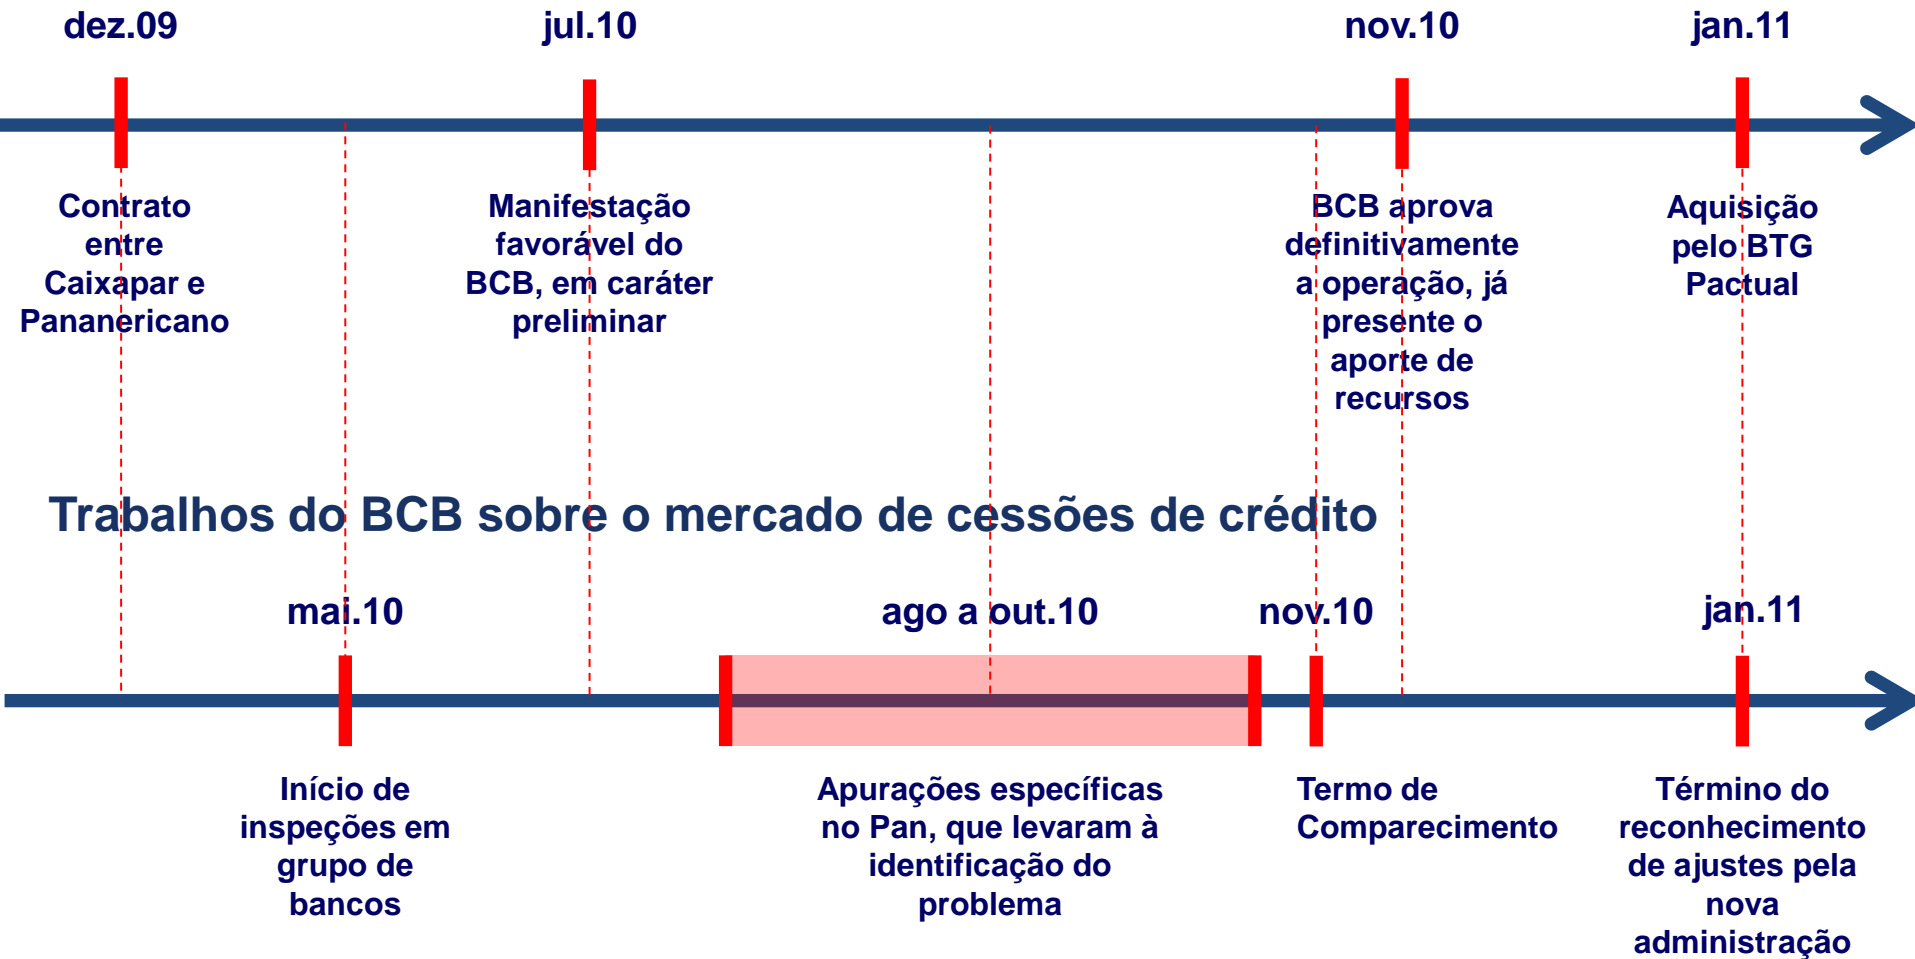 dez.09
jul.10
nov.10
jan.11
Contrato
entre
Caixapar e
Pananericano
Manifestação
favorável do
BCB, em caráter
preliminar
BCB aprova
definitivamente
a operação, já
presente o
aporte de
recursos
Aquisição
pelo BTG
Pactual
Trabalhos do BCB sobre o mercado de cessões de crédito
mai.10
ago a out.10
nov.10
jan.11
Início de
inspeções em
grupo de
bancos
Apurações específicas
no Pan, que levaram à
identificação do
problema
Termo de
Comparecimento
Término do
reconhecimento
de ajustes pela
nova
administração